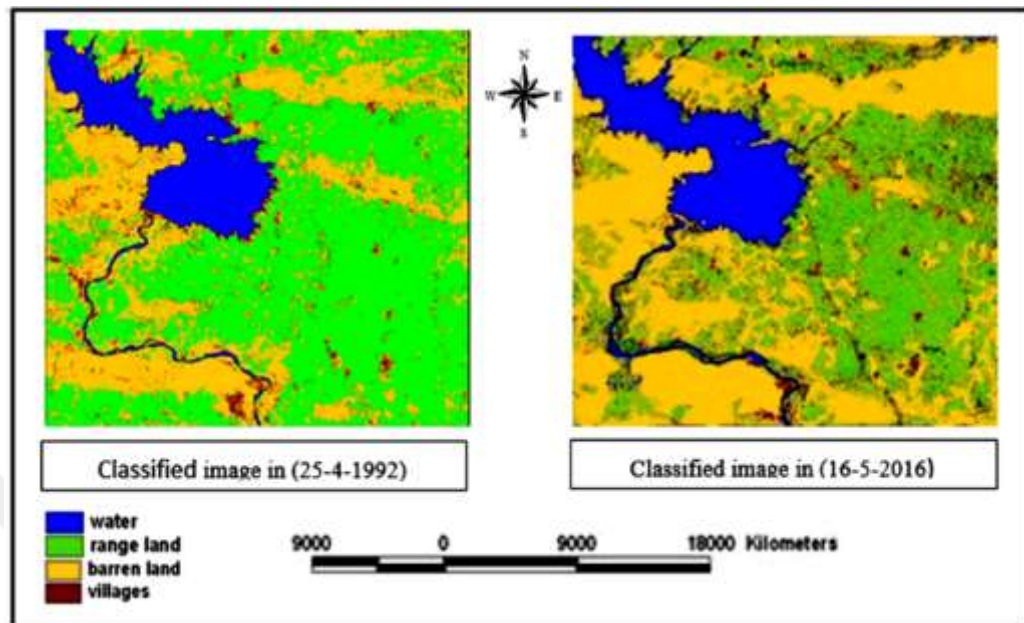 N
W E
S
Classified image in (25-4-1992)
Classified image in (16-5-2016)
water
range land
barren land
villages
9000 0 9000 18000 Kilometers